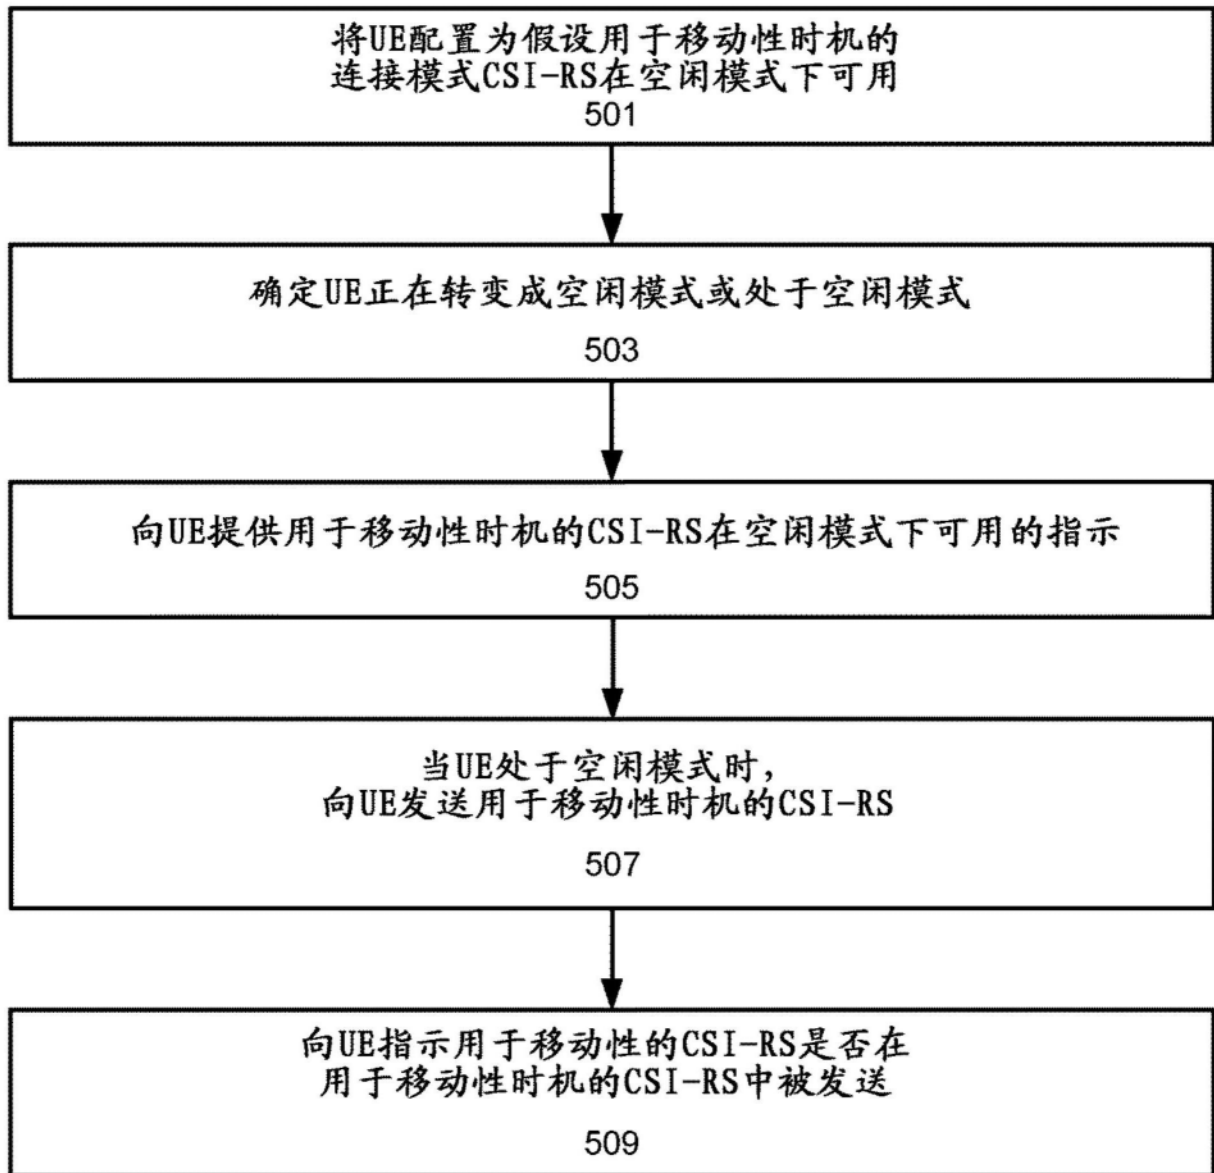 将UE配置为假设用于移动性时机的
连接模式CSI-RS在空闲模式下可用
501
确定UE正在转变成空闲模式或处于空闲模式
503
向UE提供用于移动性时机的CSI-RS在空闲模式下可用的指示
505
当UE处于空闲模式时,
向UE发送用于移动性时机的CSI-RS
507
向UE指示用于移动性的CSI-RS是否在
用于移动性时机的CSI-RS中被发送
509